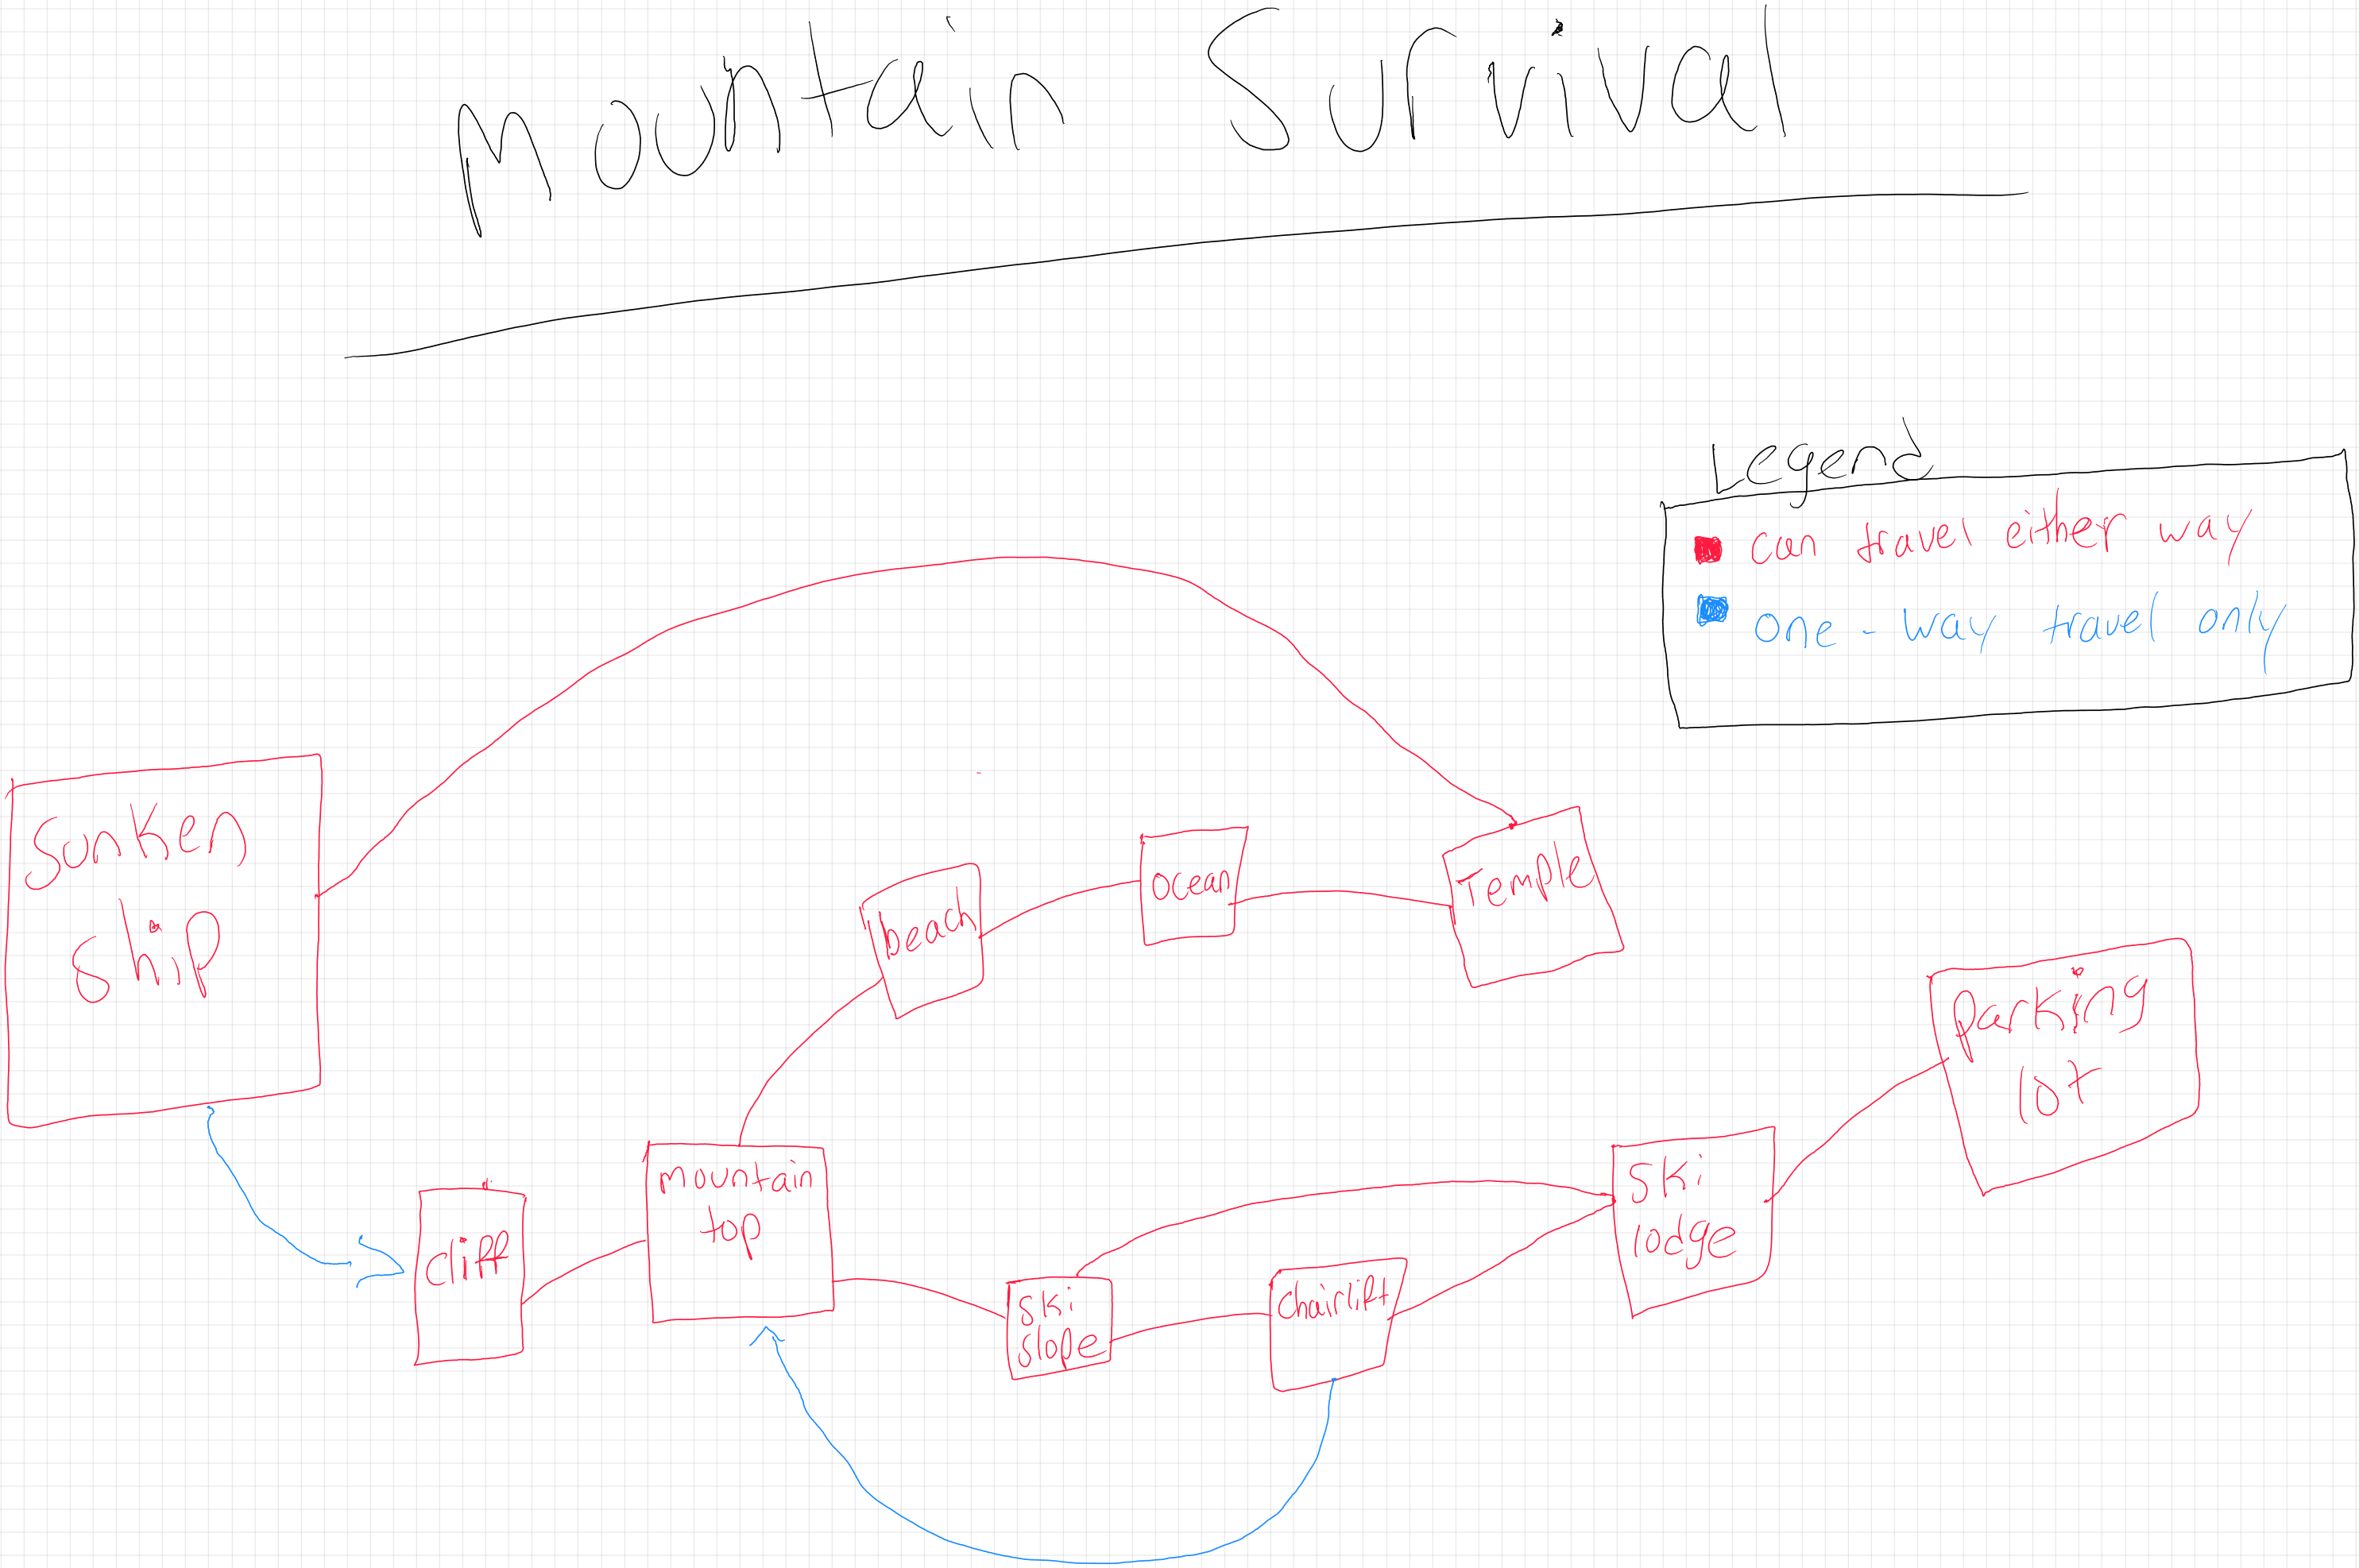 Mountain Survival
Legend
can travel either way
one-way travel only
Sunken
ship
beach
ocean
Temple
parking
lot
mountain
top
cliff
ski
slope
chairlift
ski
lodge